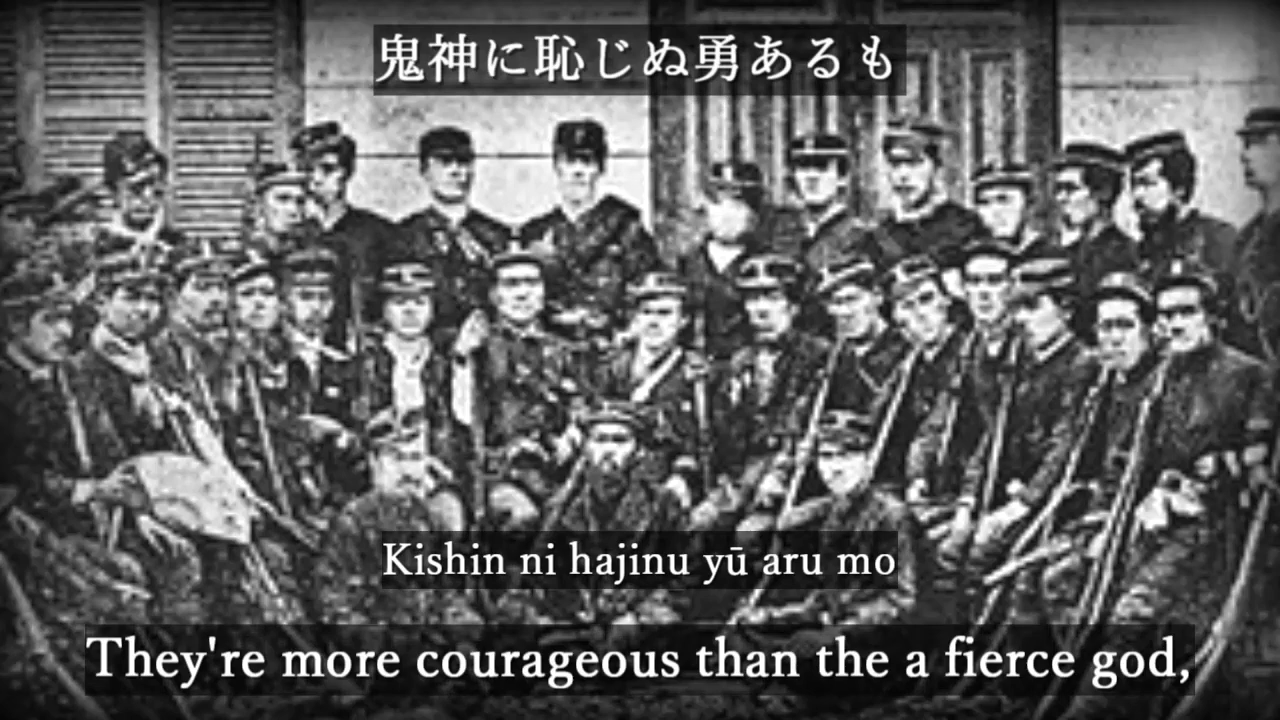 鬼神に恥じぬ勇あるも
Kishin ni hajinu yū aru mo
They're more courageous than the a fierce god,